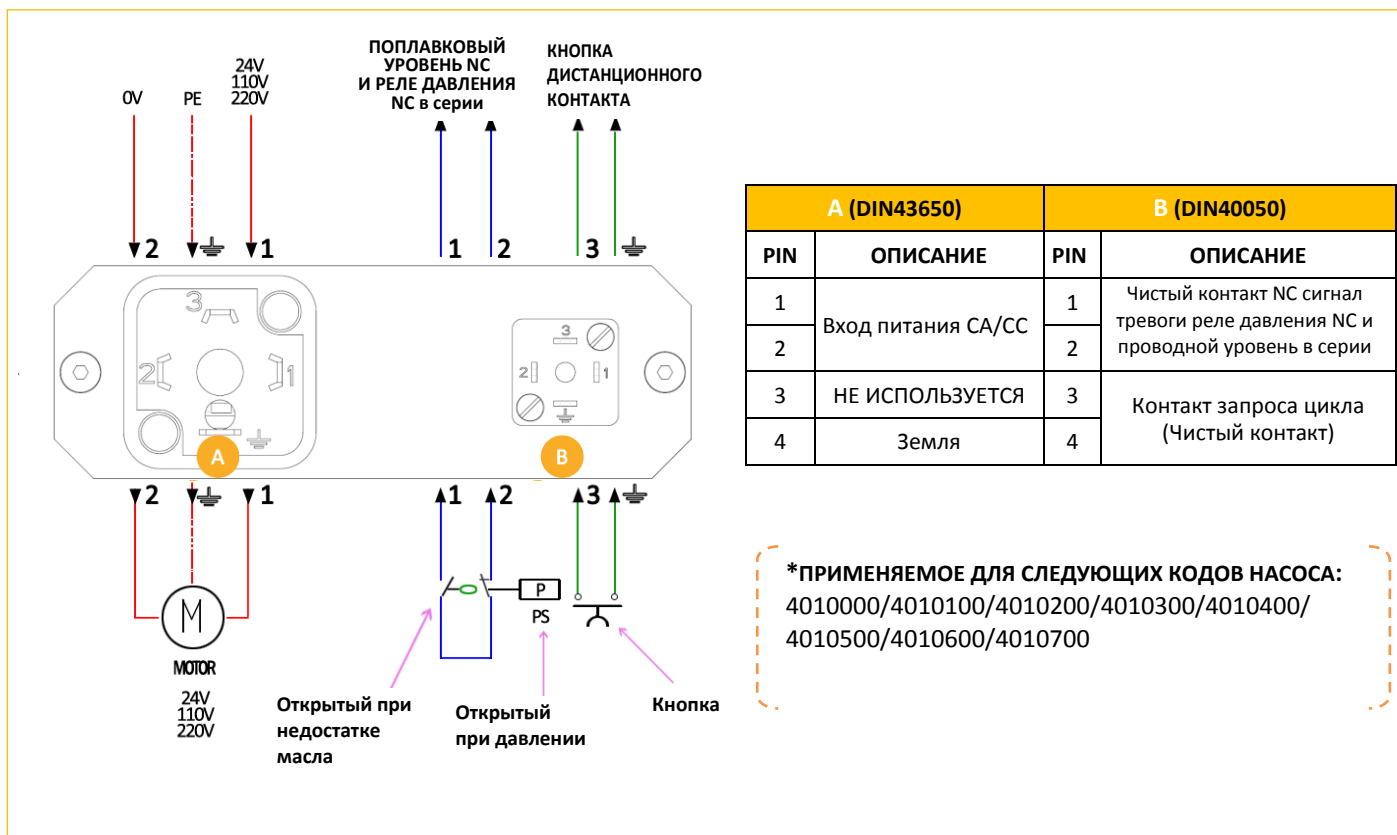 ПОПЛАВКОВЫЙ
УРОВЕНЬ NC
И РЕЛЕ ДАВЛЕНИЯ
NC в серии
КНОПКА
ДИСТАНЦИОННОГО
КОНТАКТА
0V
PE
24V
110V
220V
2
1
1
2
3
3
2
1
3
2
1
A
B
2
1
1
2
3
M
MOTOR
24V
110V
220V
P
PS
Открытый при
недостатке
масла
Открытый
при давлении
Кнопка
A (DIN43650)
B (DIN40050)
PIN
ОПИСАНИЕ
PIN
ОПИСАНИЕ
1
2
Вход питания CA/CC
1
2
Чистый контакт NC сигнал
тревоги реле давления NC и
проводной уровень в серии
3
НЕ ИСПОЛЬЗУЕТСЯ
3
4
Земля
4
Контакт запроса цикла
(Чистый контакт)
*ПРИМЕНЯЕМОЕ ДЛЯ СЛЕДУЮЩИХ КОДОВ НАСОСА:
4010000/4010100/4010200/4010300/4010400/
4010500/4010600/4010700